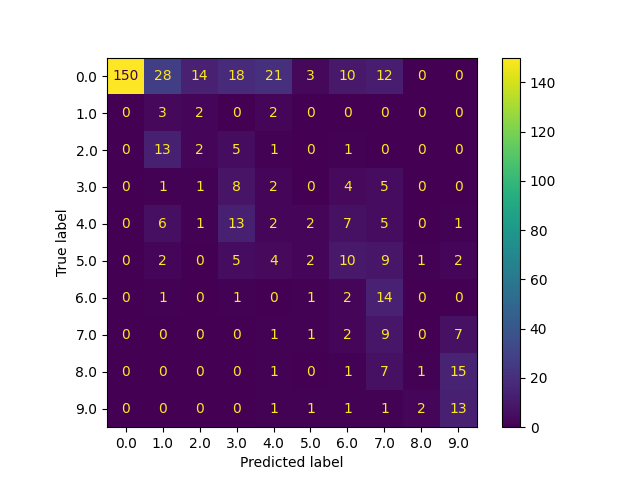 0.0 150 28 14 18 21 3 10 12 0 0
1.0 0 3 2 0 2 0 0 0 0 0
2.0 0 13 2 5 1 0 1 0 0 0
3.0 0 1 1 8 2 0 4 5 0 0
4.0 0 6 1 13 2 2 7 5 0 1
5.0 0 2 0 5 4 2 10 9 1 2
6.0 0 1 0 1 0 1 2 14 0 0
7.0 0 0 0 0 1 1 2 9 0 7
8.0 0 0 0 0 1 0 1 7 1 15
9.0 0 0 0 0 1 1 1 1 2 13
0.0 1.0 2.0 3.0 4.0 5.0 6.0 7.0 8.0 9.0
Predicted label
True label
140
120
100
80
60
40
20
0